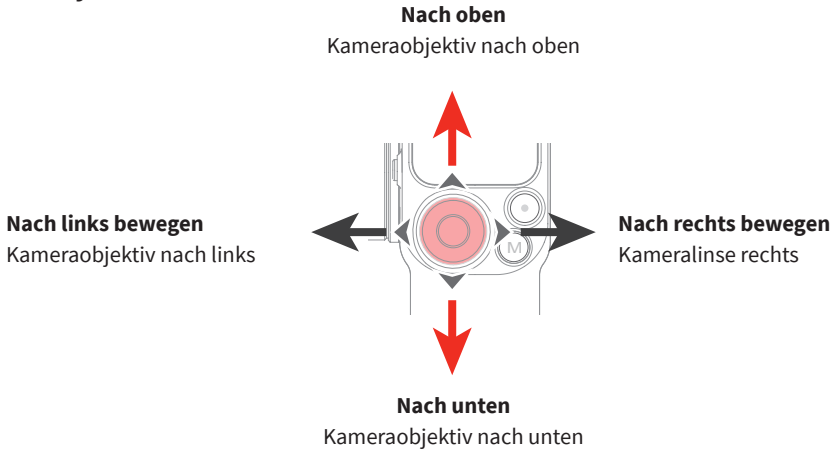 Nach oben
Kameraobjektiv nach oben
Nach links bewegen
Kameraobjektiv nach links
M
Nach rechts bewegen
Kameralinse rechts
Nach unten
Kameraobjektiv nach unten